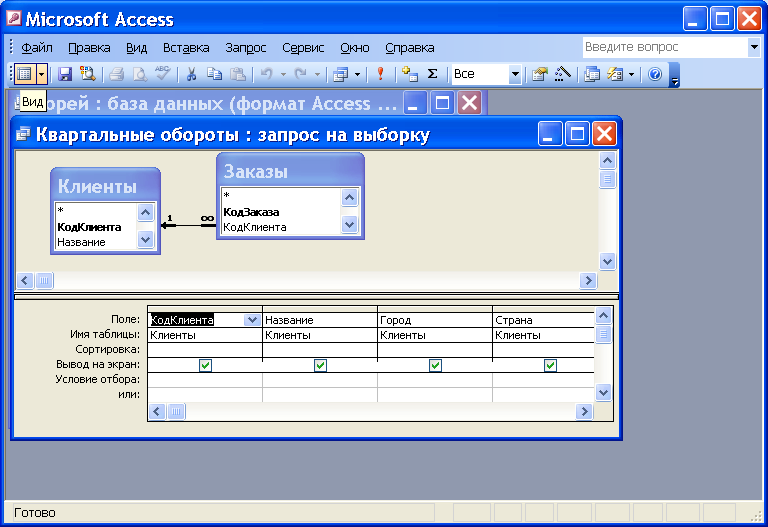 Microsoft Access
Файл Правка Вид Вставка Запрос Сервис Окно Справка Введите вопрос
Все
Вид орей : база данных (формат Access ...
Квартальные обороты : запрос на выборку
Клиенты
*
КодКлиента
Название
1 ∞
Заказы
*
КодЗаказа
КодКлиента
Поле: КодКлиента Название Город Страна
Имя таблицы: Клиенты Клиенты Клиенты Клиенты
Сортировка:
Вывод на экран:
Условие отбора:
или:
Готово